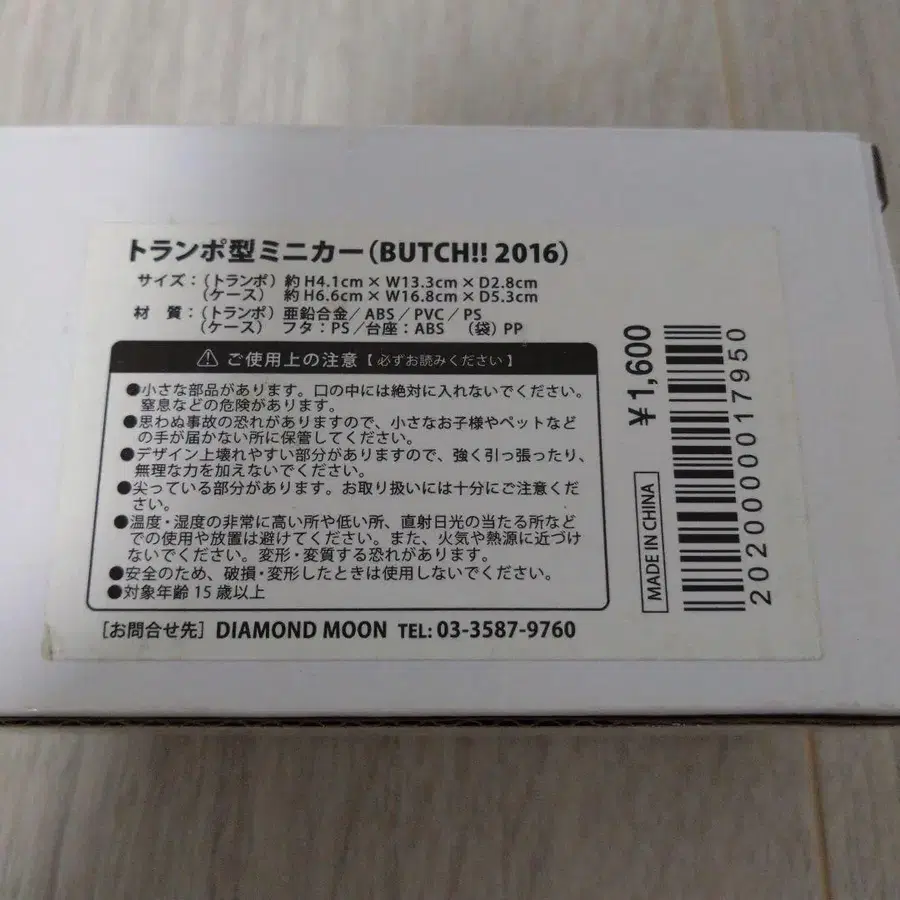 トランポ型ミニカー(BUTCH!! 2016)
サイズ：(トランポ) 約H4.1cm × W13.3cm × D2.8cm
(ケース) 約H6.6cm × W16.8cm × D5.3cm
材 質：(トランポ) 亜鉛合金／ABS／PVC／PS
(ケース) フタ：PS／台座：ABS (袋) PP
⚠ ご使用上の注意【必ずお読みください】
●小さな部品があります。口の中には絶対に入れないでください。
窒息などの危険があります。
●思わぬ事故の恐れがありますので、小さなお子様やペットなど
の手が届かない所に保管してください。
●デザイン上壊れやすい部分がありますので、強く引っ張ったり、
無理な力を加えないでください。
●尖っている部分があります。お取り扱いには十分にご注意くだ
さい。
●温度・湿度の非常に高い所や低い所、直射日光の当たる所など
での使用や放置は避けてください。また、火気や熱源に近づけ
ないでください。変形・変質する恐れがあります。
●安全のため、破損・変形したときは使用しないでください。
●対象年齢15歳以上
[お問合せ先] DIAMOND MOON TEL: 03-3587-9760
¥1,600
MADE IN CHINA
2020000017950